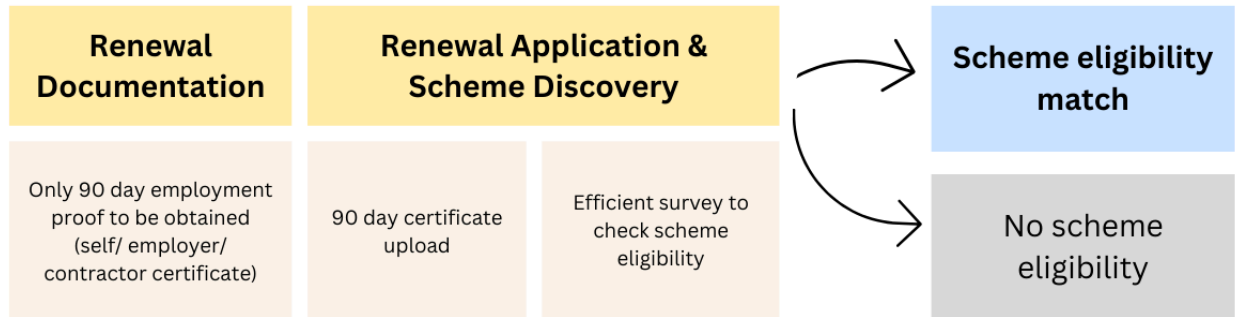 Renewal
Documentation
Renewal Application &
Scheme Discovery
Scheme eligibility
match
Only 90 day employment
proof to be obtained
(self/ employer/
contractor certificate)
90 day certificate
upload
Efficient survey to
check scheme
eligibility
No scheme
eligibility